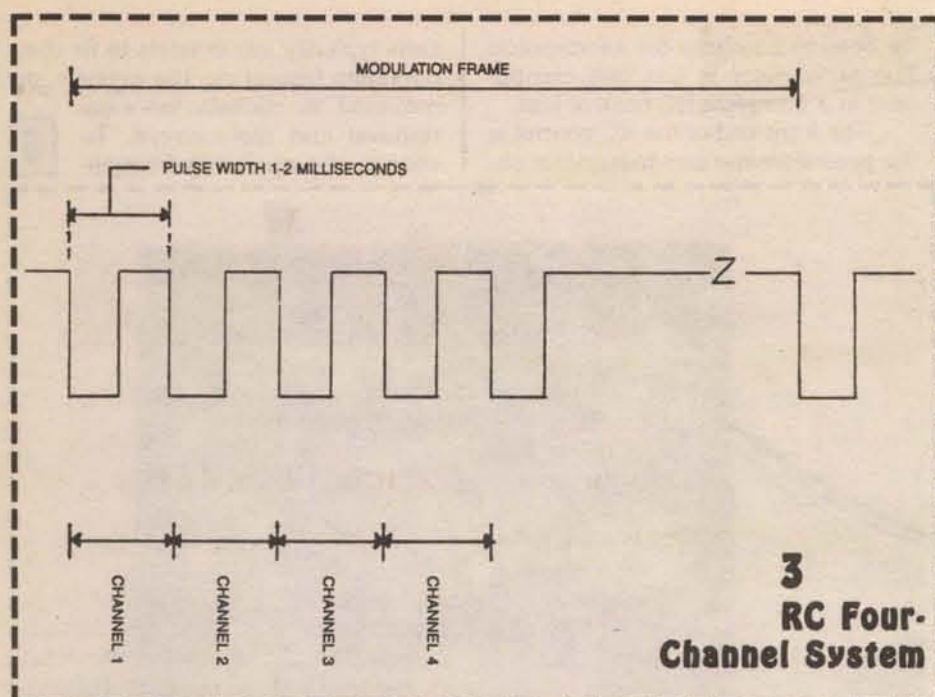 MODULATION FRAME
PULSE WIDTH 1-2 MILLISECONDS
Z
CHANNEL 1
CHANNEL 2
CHANNEL 3
CHANNEL 4
3
RC Four-
Channel System